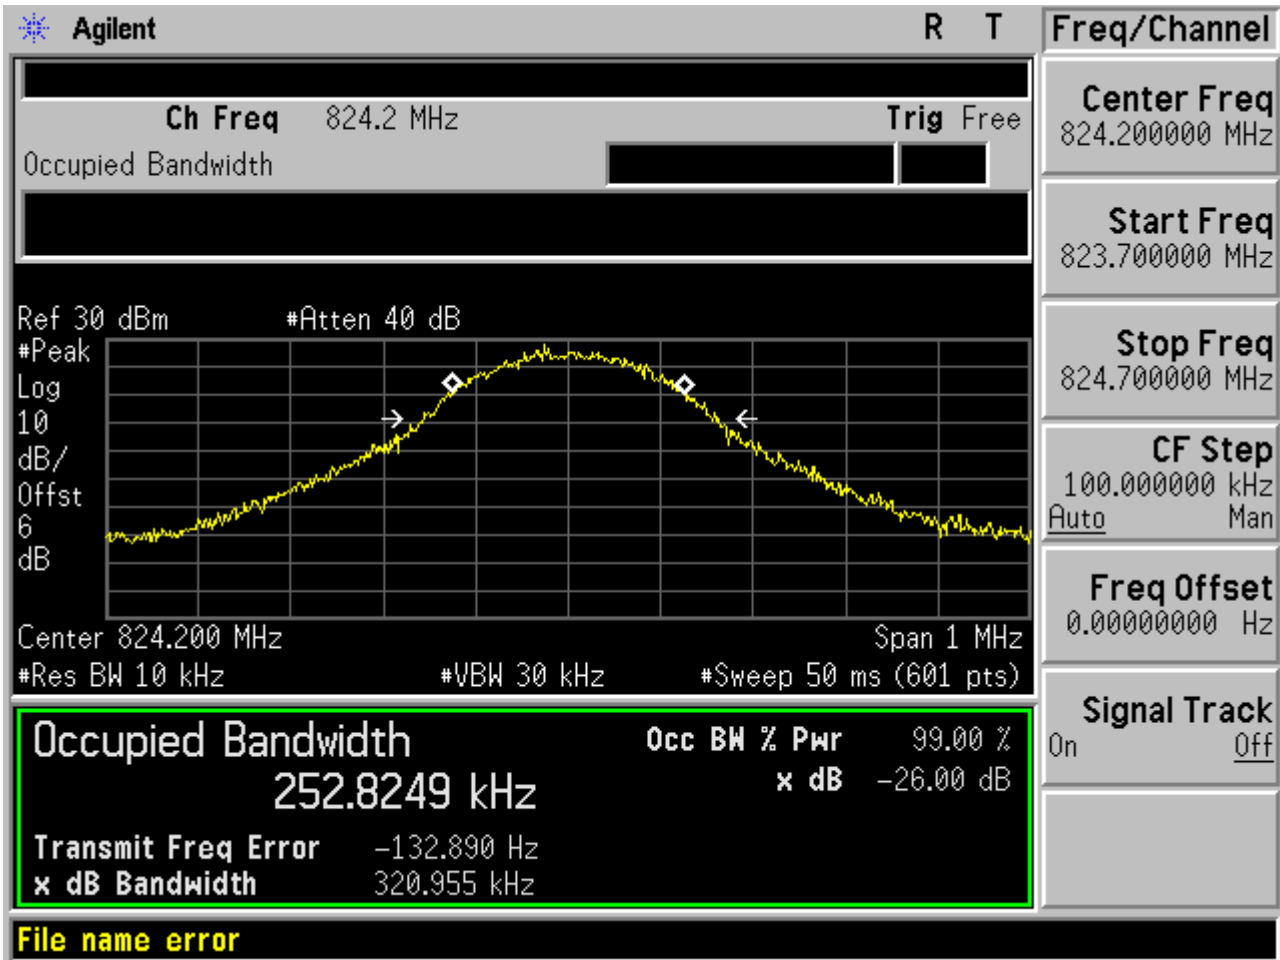 Agilent R T
Ch Freq 824.2 MHz Trig Free
Occupied Bandwidth
Ref 30 dBm #Atten 40 dB
#Peak
Log
10
dB/
Offst
6
dB
Center 824.200 MHz Span 1 MHz
#Res BW 10 kHz #VBW 30 kHz #Sweep 50 ms (601 pts)
Occupied Bandwidth
252.8249 kHz
Occ BW % Pwr 99.00 %
x dB -26.00 dB
Transmit Freq Error -132.890 Hz
x dB Bandwidth 320.955 kHz
File name error
Freq/Channel
Center Freq
824.200000 MHz
Start Freq
823.700000 MHz
Stop Freq
824.700000 MHz
CF Step
100.000000 kHz
Auto Man
Freq Offset
0.00000000 Hz
Signal Track
On Off